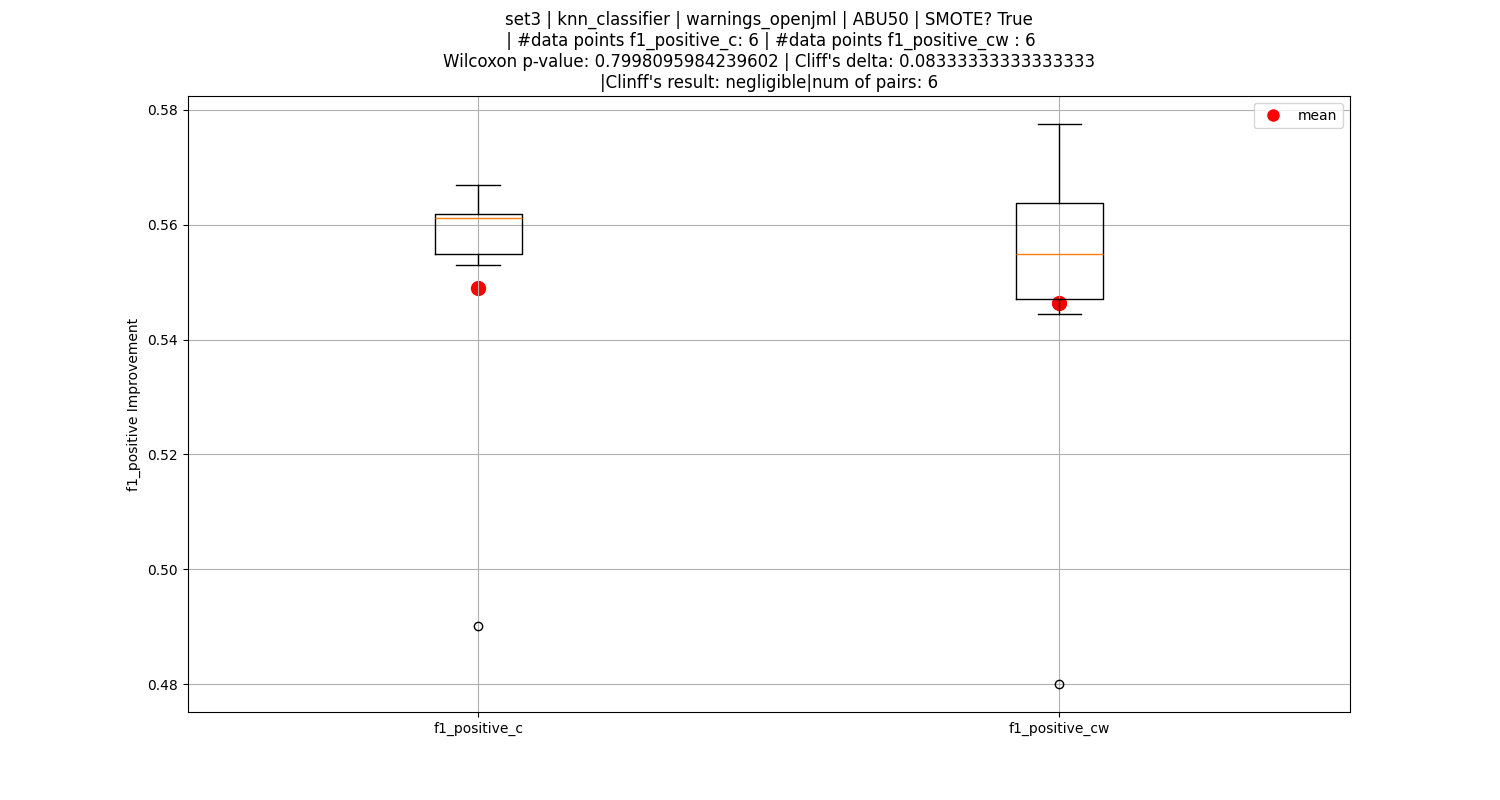 set3 | knn_classifier | warnings_openjml | ABU50 | SMOTE? True
| #data points f1_positive_c: 6 | #data points f1_positive_cw : 6
Wilcoxon p-value: 0.7998095984239602 | Cliff's delta: 0.08333333333333333
|Clinff's result: negligible|num of pairs: 6
mean
f1_positive Improvement
0.58
0.56
0.54
0.52
0.50
0.48
f1_positive_c
f1_positive_cw